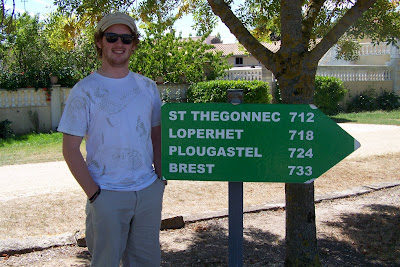 ST THEGONNEC 712
LOPERHET 718
PLOUGASTEL 724
BREST 733